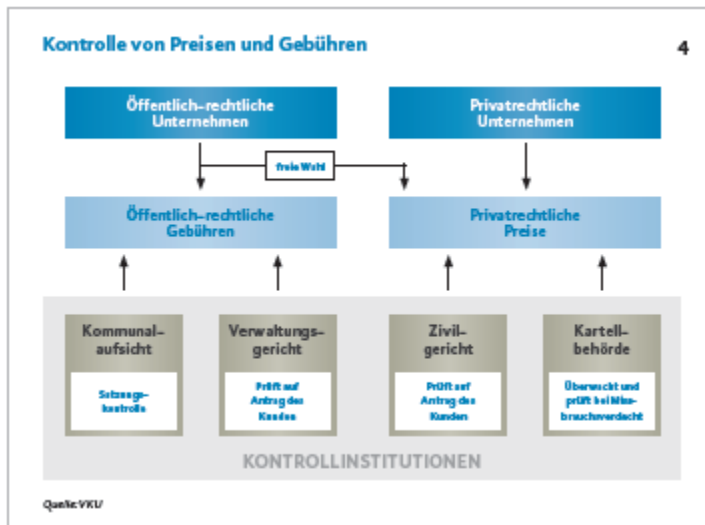 Kontrolle von Preisen und Gebühren
4
Öffentlich-rechtliche
Unternehmen
Privatrechtliche
Unternehmen
freie Wahl
Öffentlich-rechtliche
Gebühren
Privatrechtliche
Preise
Kommunal-
aufsicht
Satzungs-
kontrolle
Verwaltungs-
gericht
Prüft auf
Antrag des
Kunden
Zivil-
gericht
Prüft auf
Antrag des
Kunden
Kartell-
behörde
Überwacht und
prüft bei Miss-
brauchsverdacht
KONTROLLINSTITUTIONEN
Quelle: VKU